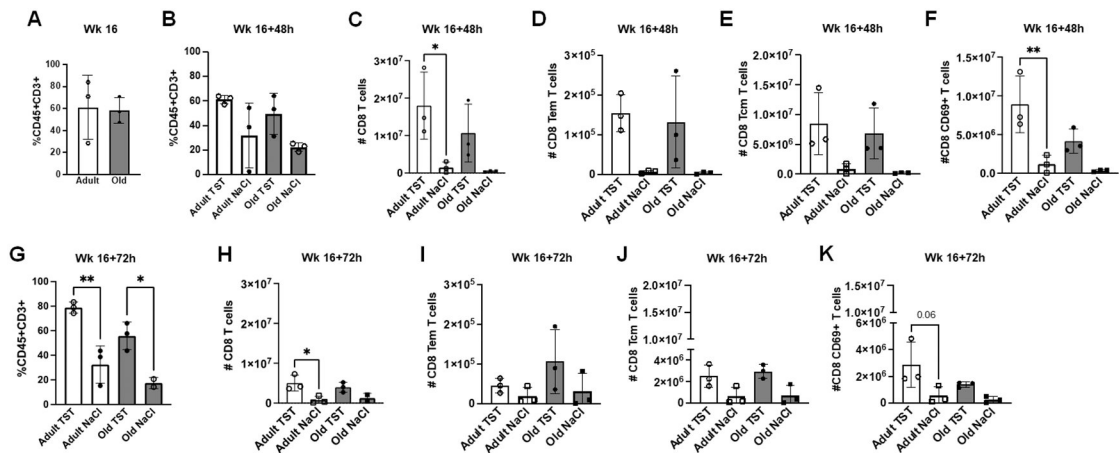 A
Wk 16
%CD45+CD3+
100
80
60
40
20
0
Adult
Old
B
Wk 16+48h
%CD45+CD3+
100
80
60
40
20
0
Adult TST
Adult NaCl
Old TST
Old NaCl
C
Wk 16+48h
# CD8 T cells
3×10⁷
2×10⁷
1×10⁷
0
*
Adult TST
Adult NaCl
Old TST
Old NaCl
D
Wk 16+48h
# CD8 Tem T cells
3×10⁵
2×10⁵
1×10⁵
0
Adult TST
Adult NaCl
Old TST
Old NaCl
E
Wk 16+48h
# CD8 Tcm T cells
2.0×10⁷
1.5×10⁷
1.0×10⁷
5.0×10⁶
0.0
Adult TST
Adult NaCl
Old TST
Old NaCl
F
Wk 16+48h
#CD8 CD69+ T cells
1.5×10⁷
1.0×10⁷
5.0×10⁶
0.0
**
Adult TST
Adult NaCl
Old TST
Old NaCl
G
Wk 16+72h
%CD45+CD3+
100
80
60
40
20
0
**
*
Adult TST
Adult NaCl
Old TST
Old NaCl
H
Wk 16+72h
# CD8 T cells
3×10⁷
2×10⁷
1×10⁷
0
*
Adult TST
Adult NaCl
Old TST
Old NaCl
I
Wk 16+72h
# CD8 Tem T cells
3×10⁵
2×10⁵
1×10⁵
0
Adult TST
Adult NaCl
Old TST
Old NaCl
J
Wk 16+72h
# CD8 Tcm T cells
2.0×10⁷
1.5×10⁷
1.0×10⁷
6×10⁶
4×10⁶
2×10⁶
0
Adult TST
Adult NaCl
Old TST
Old NaCl
K
Wk 16+72h
#CD8 CD69+ T cells
1.5×10⁷
1.0×10⁷
6×10⁶
4×10⁶
2×10⁶
0
0.06
Adult TST
Adult NaCl
Old TST
Old NaCl